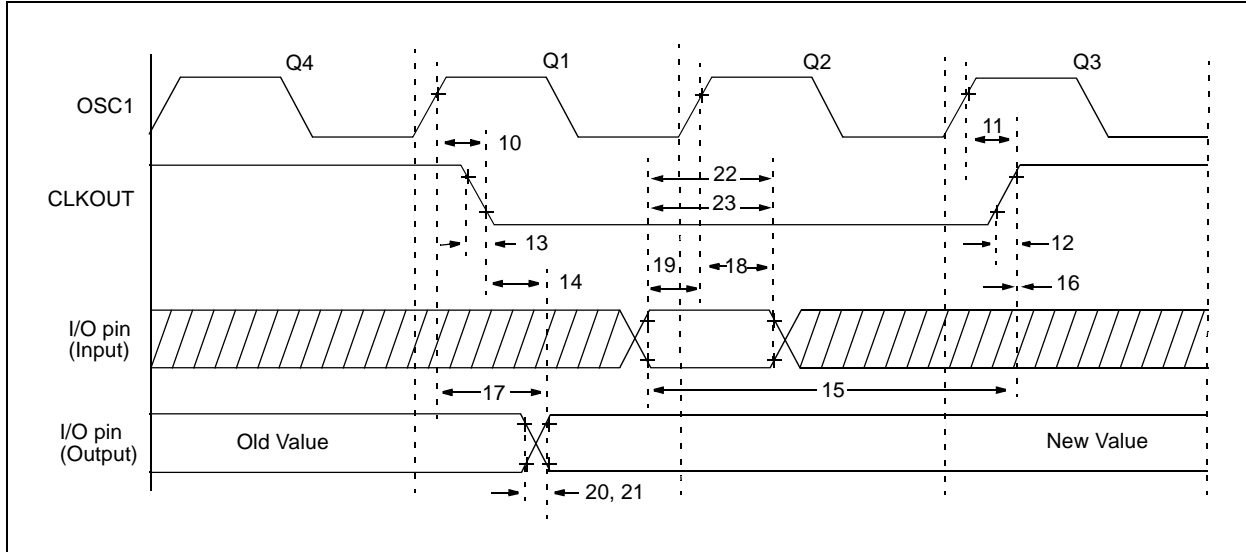 Q4 Q1 Q2 Q3
OSC1
10 11
22
CLKOUT
23
13 12
19 18
14 16
I/O pin
(Input)
17 15
I/O pin
(Output)
Old Value New Value
20, 21